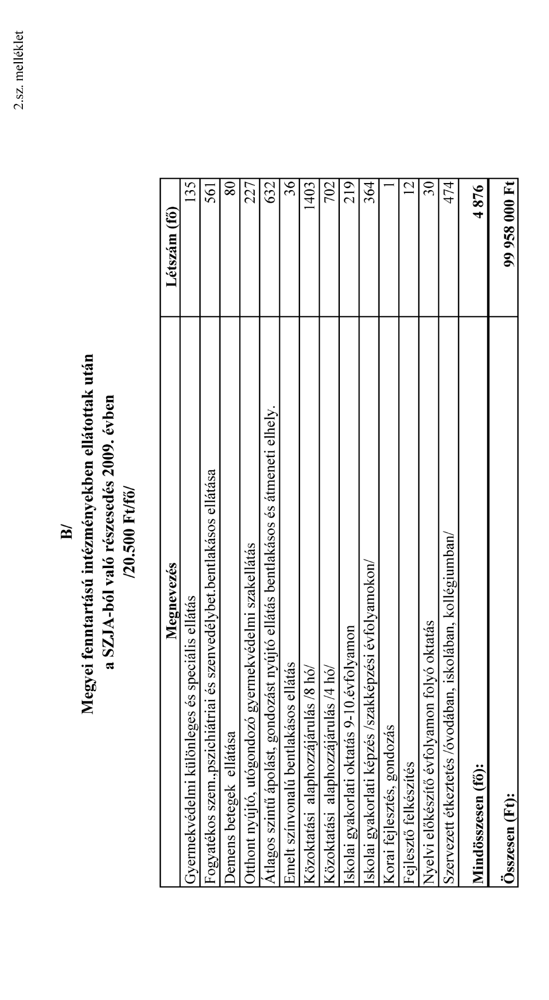 2.sz. melléklet
B/
Megyei fenntartású intézményekben ellátottak után
a SZJA-ból való részesedés 2009. évben
/20.500 Ft/fő/
Megnevezés Létszám (fő)
Gyermekvédelmi különleges és speciális ellátás 135
Fogyatékos szem.,pszichiátriai és szenvedélybet.bentlakásos ellátása 561
Demens betegek ellátása 80
Otthont nyújtó, utógondozó gyermekvédelmi szakellátás 227
Átlagos szintű ápolást, gondozást nyújtó ellátás bentlakásos és átmeneti elhely. 632
Emelt színvonalú bentlakásos ellátás 36
Közoktatási alaphozzájárulás /8 hó/ 1403
Közoktatási alaphozzájárulás /4 hó/ 702
Iskolai gyakorlati oktatás 9-10.évfolyamon 219
Iskolai gyakorlati képzés /szakképzési évfolyamokon/ 364
Korai fejlesztés, gondozás 1
Fejlesztő felkészítés 12
Nyelvi előkészítő évfolyamon folyó oktatás 30
Szervezett étkeztetés /óvodában, iskolában, kollégiumban/ 474
Mindösszesen (fő): 4 876
Összesen (Ft): 99 958 000 Ft